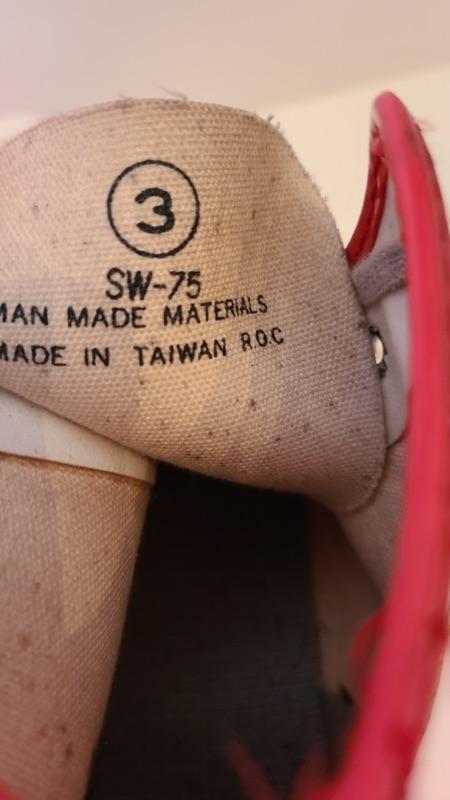 3
SW-75
MAN MADE MATERIALS
MADE IN TAIWAN R.O.C